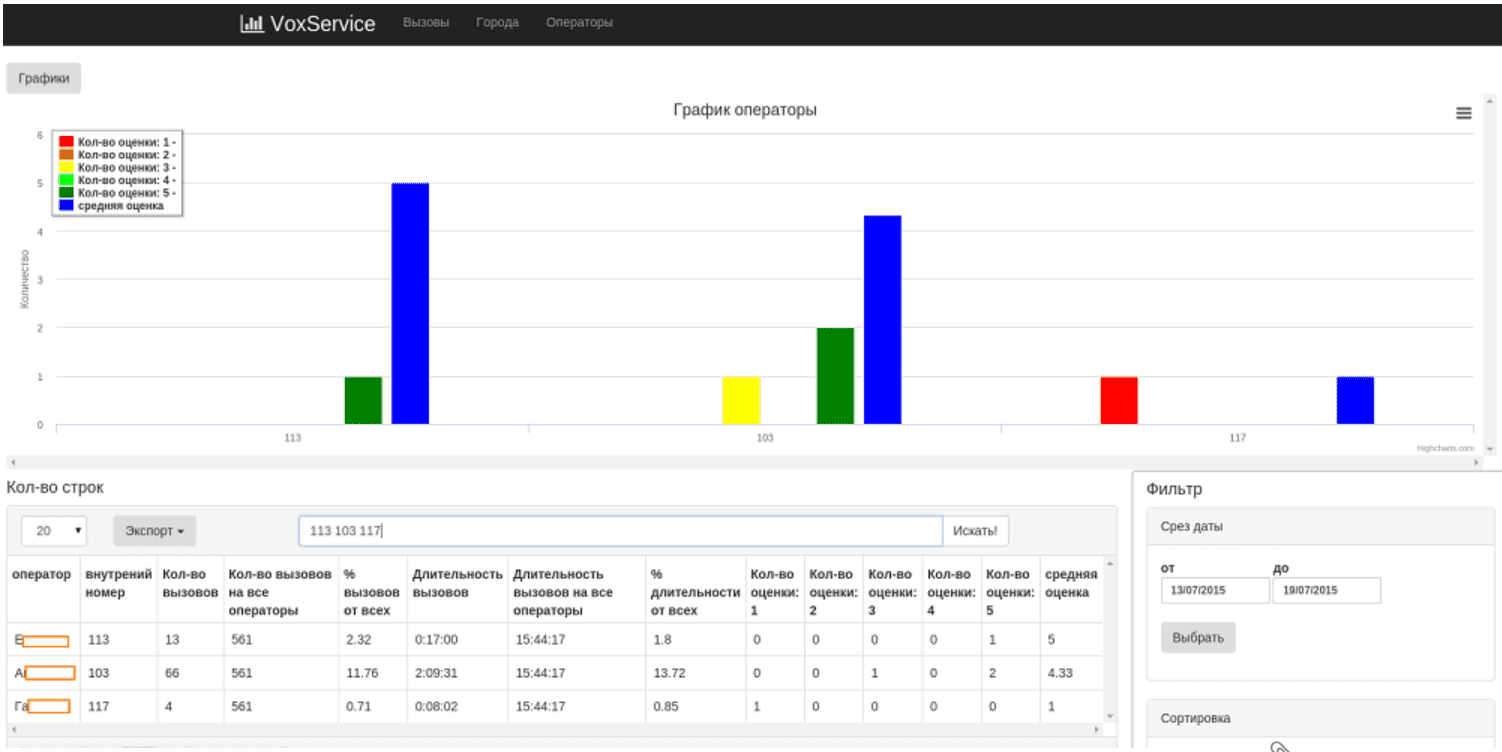 VoxService Вызовы Города Операторы
Графики
График операторы
Кол-во оценки: 1 -
Кол-во оценки: 2 -
Кол-во оценки: 3 -
Кол-во оценки: 4 -
Кол-во оценки: 5 -
средняя оценка
Количество
6
5
4
3
2
1
0
113 103 117
Highcharts.com
Кол-во строк
20 Экспорт 113 103 117 Искать!
оператор внутрений Кол-во Кол-во вызовов % Длительность Длительность % Кол-во Кол-во Кол-во Кол-во Кол-во средняя
номер вызовов на все вызовов вызовов вызовов на все длительности оценки: оценки: оценки: оценки: оценки: оценка
операторы от всех операторы от всех 1 2 3 4 5
Е 113 13 561 2.32 0:17:00 15:44:17 1.8 0 0 0 0 1 5
103 66 561 11.76 2:09:31 15:44:17 13.72 0 0 1 0 2 4.33
Га 117 4 561 0.71 0:08:02 15:44:17 0.85 1 0 0 0 0 1
Фильтр
Срез даты
от до
13/07/2015 19/07/2015
Выбрать
Сортировка